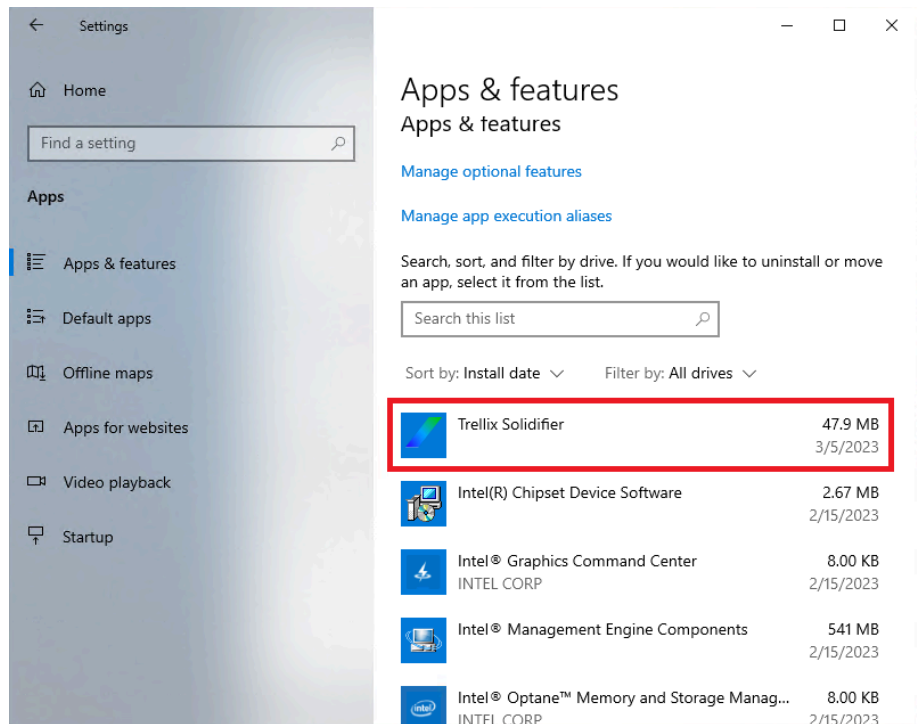 Settings
Home
Find a setting
Apps
Apps & features
Default apps
Offline maps
Apps for websites
Video playback
Startup
Apps & features
Apps & features
Manage optional features
Manage app execution aliases
Search, sort, and filter by drive. If you would like to uninstall or move
an app, select it from the list.
Search this list
Sort by: Install date Filter by: All drives
Trellix Solidifier 47.9 MB
3/5/2023
Intel(R) Chipset Device Software 2.67 MB
2/15/2023
Intel® Graphics Command Center 8.00 KB
INTEL CORP 2/15/2023
Intel® Management Engine Components 541 MB
2/15/2023
Intel® Optane™ Memory and Storage Manag... 8.00 KB
INTEL CORP 2/15/2023